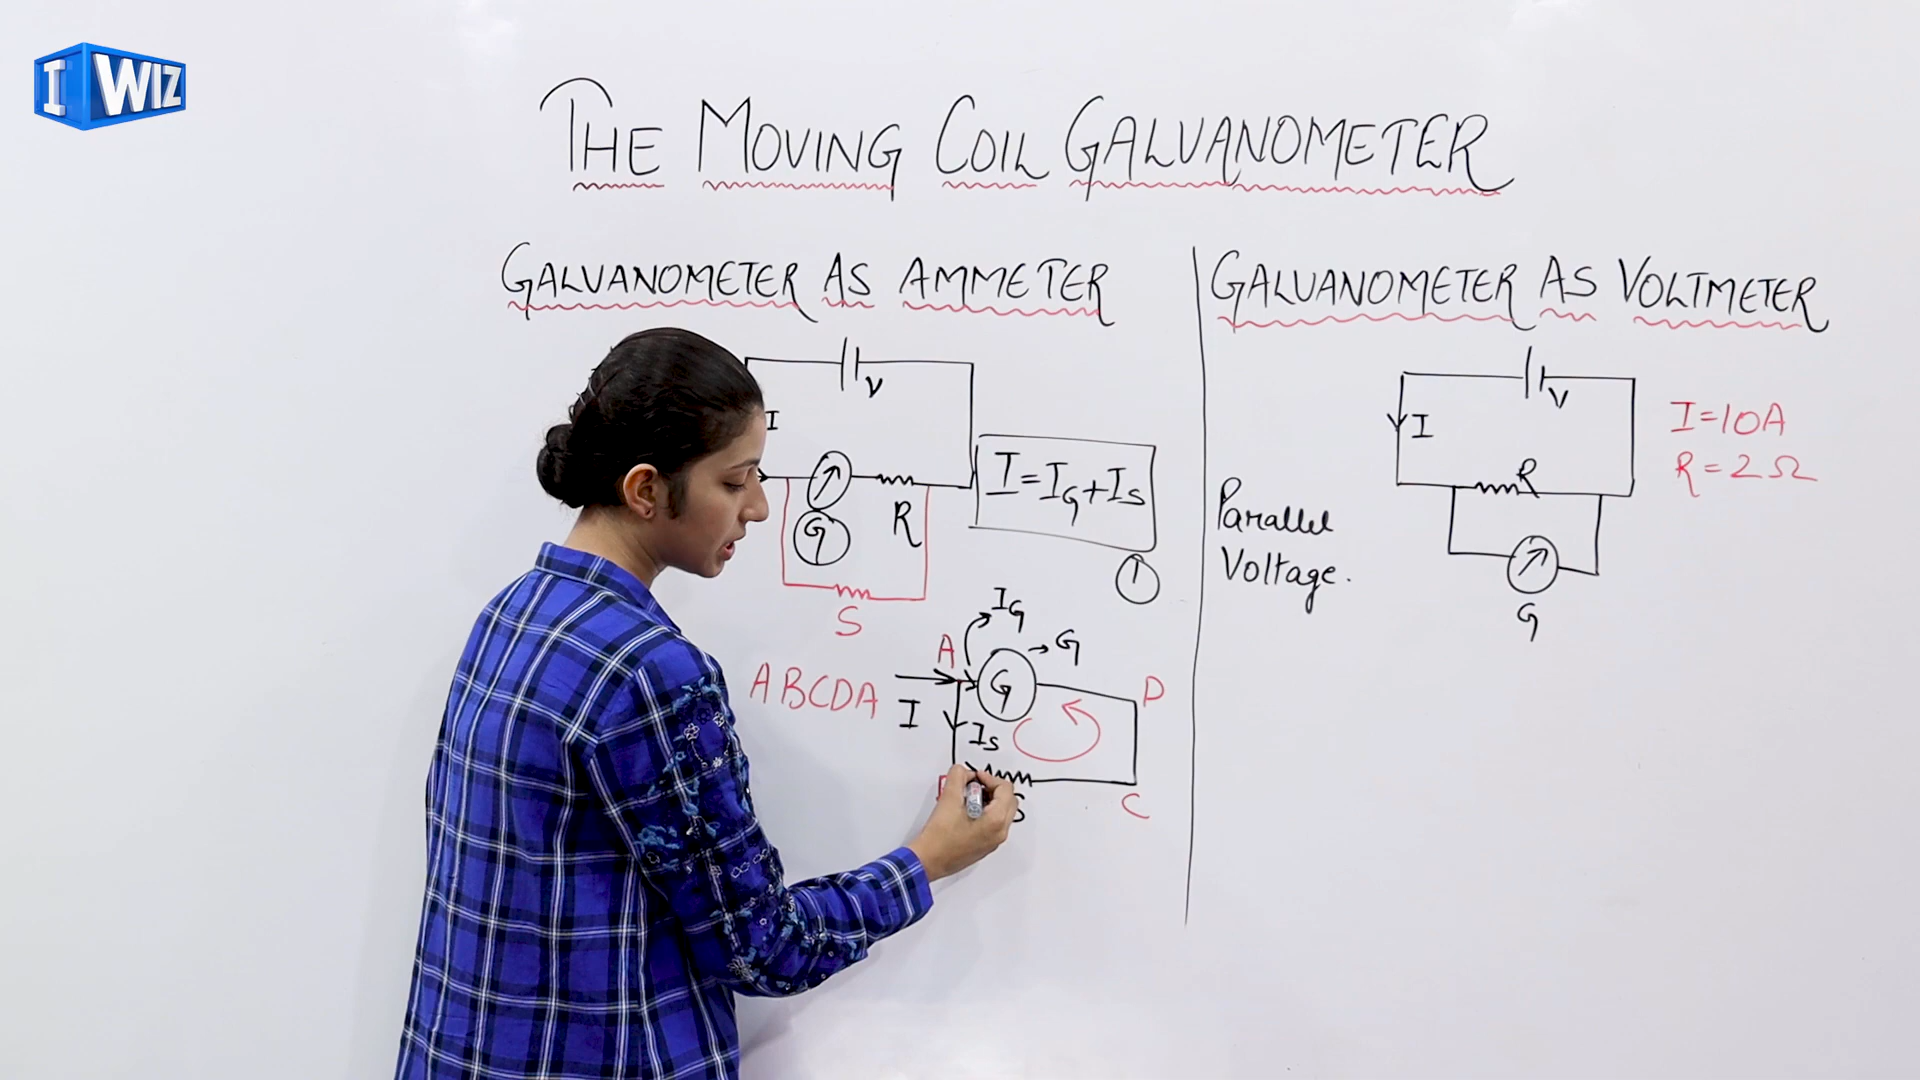 I WIZ
THE MOVING COIL GALVANOMETER
GALVANOMETER AS AMMETER
V
I
G
R
S
I=IG+IS
1
IG
A
G
G
ABCDA
I
D
IS
S
C
GALVANOMETER AS VOLTMETER
V
I
I=10A
R=2Ω
R
Parallel
Voltage.
G